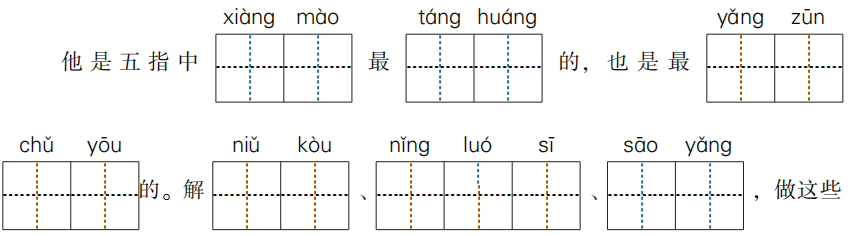 xiàng mào táng huáng yǎng zūn
他是五指中 最 的，也是最
chǔ yōu niǔ kòu nǐng luó sī sāo yǎng
的。解 、 、 ，做这些